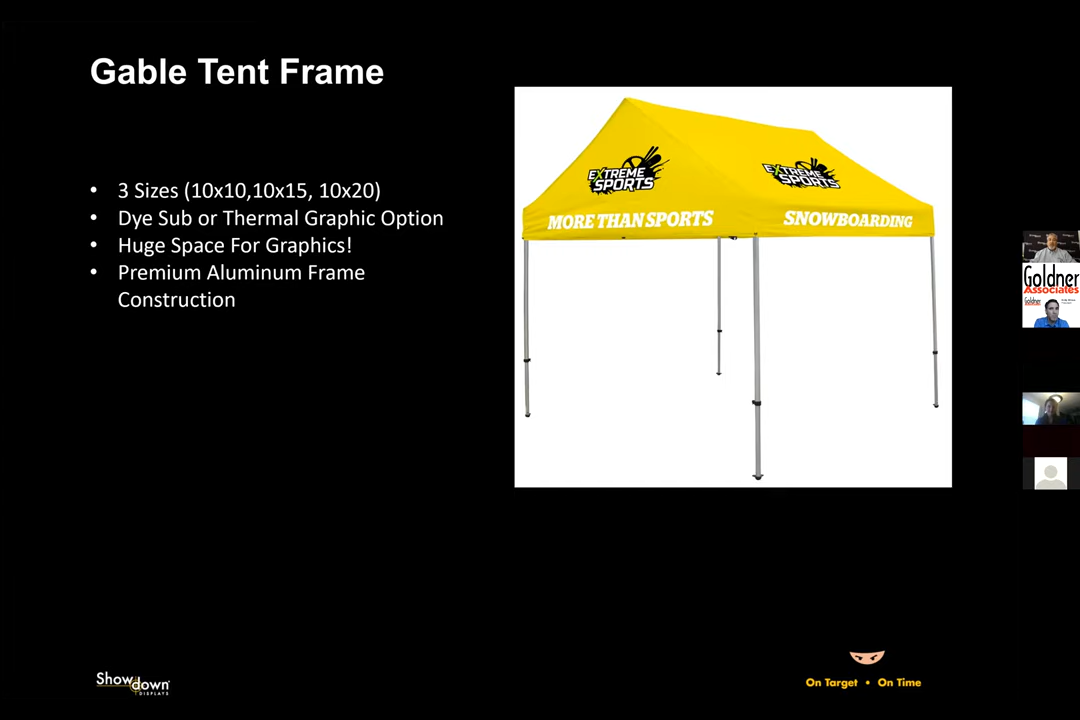 Gable Tent Frame
• 3 Sizes (10x10,10x15, 10x20)
• Dye Sub or Thermal Graphic Option
• Huge Space For Graphics!
• Premium Aluminum Frame
Construction
EXTREME
SPORTS
MORE THAN SPORTS
EXTREME
SPORTS
SNOWBOARDING
Goldner
Associates
Goldner
Showdown
DISPLAYS
On Target • On Time